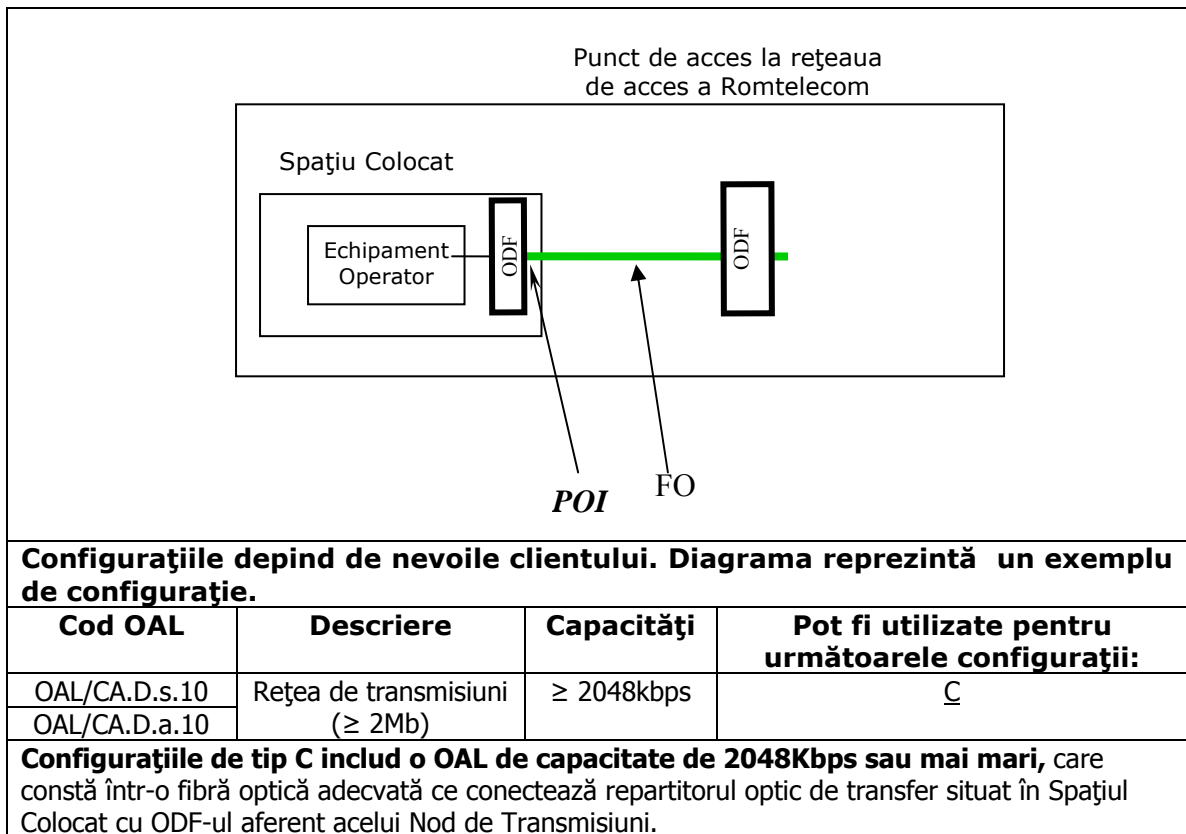 Punct de acces la reţeaua
de acces a Romtelecom
Spaţiu Colocat
Echipament
Operator
ODF
ODF
POI
FO
Configuraţiile depind de nevoile clientului. Diagrama reprezintă un exemplu
de configuraţie.
Cod OAL Descriere Capacităţi Pot fi utilizate pentru
următoarele configuraţii:
OAL/CA.D.s.10 Reţea de transmisiuni ≥ 2048kbps C
OAL/CA.D.a.10 (≥ 2Mb)
Configuraţiile de tip C includ o OAL de capacitate de 2048Kbps sau mai mari, care
constă într-o fibră optică adecvată ce conectează repartitorul optic de transfer situat în Spaţiul
Colocat cu ODF-ul aferent acelui Nod de Transmisiuni.